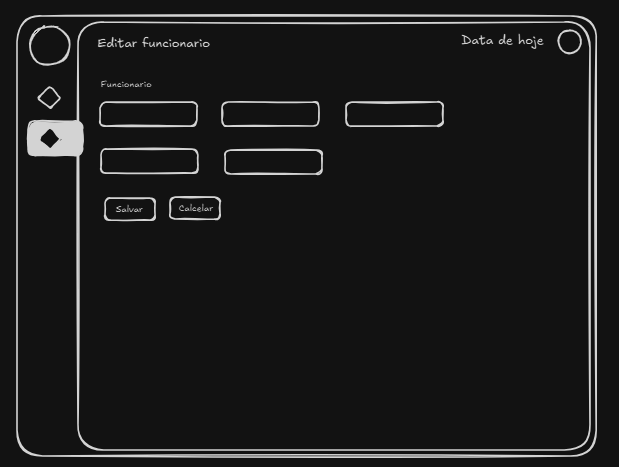 Editar funcionario
Data de hoje
Funcionario
Salvar
Calcelar